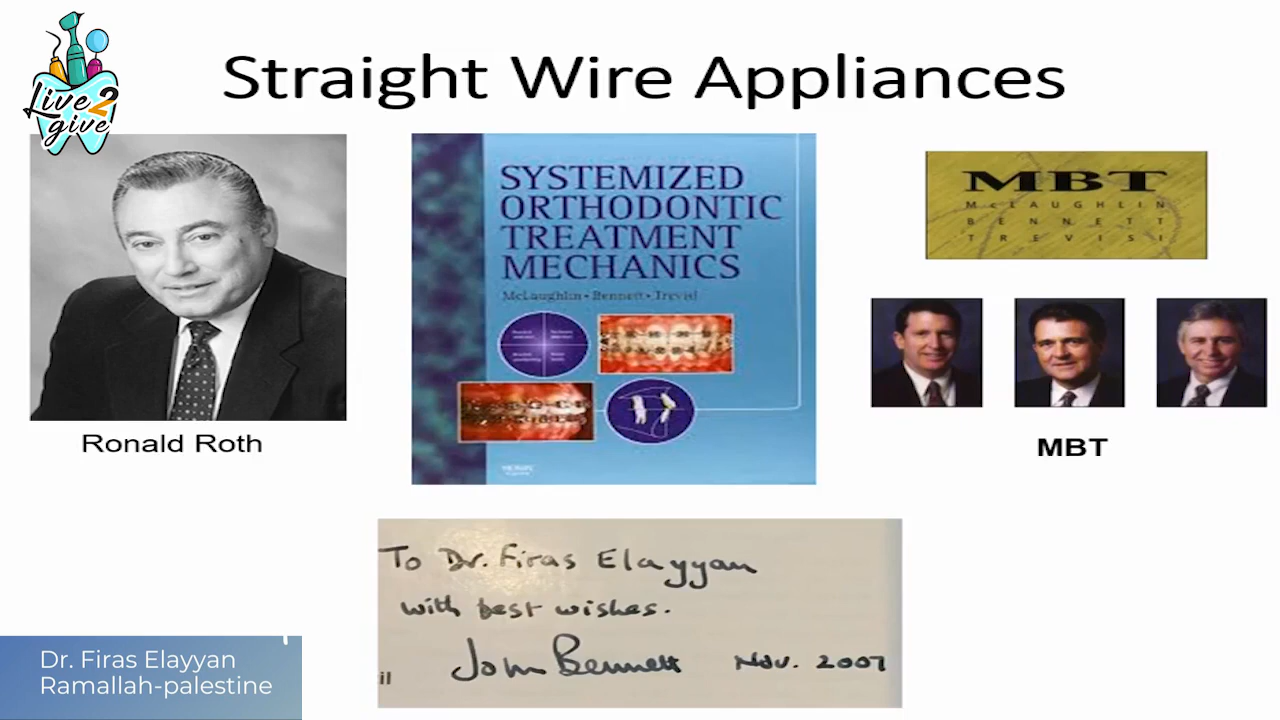 Live 2
give
Straight Wire Appliances
SYSTEMIZED
ORTHODONTIC
TREATMENT
MECHANICS
McLaughlin • Bennett • Trevisi
MBT
McLAUGHLIN
BENNETT
TREVISI
Ronald Roth
MBT
To Dr. Firas Elayyan
with best wishes.
John Bennett Nov. 2007
il
Dr. Firas Elayyan
Ramallah-palestine